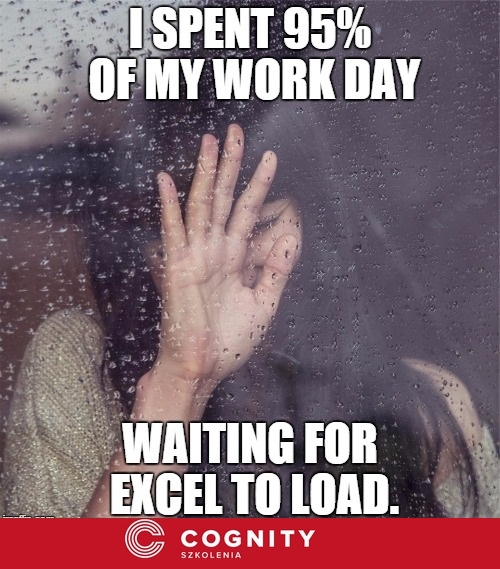 I SPENT 95%
OF MY WORK DAY
WAITING FOR
EXCEL TO LOAD.
COGNITY
SZKOLENIA